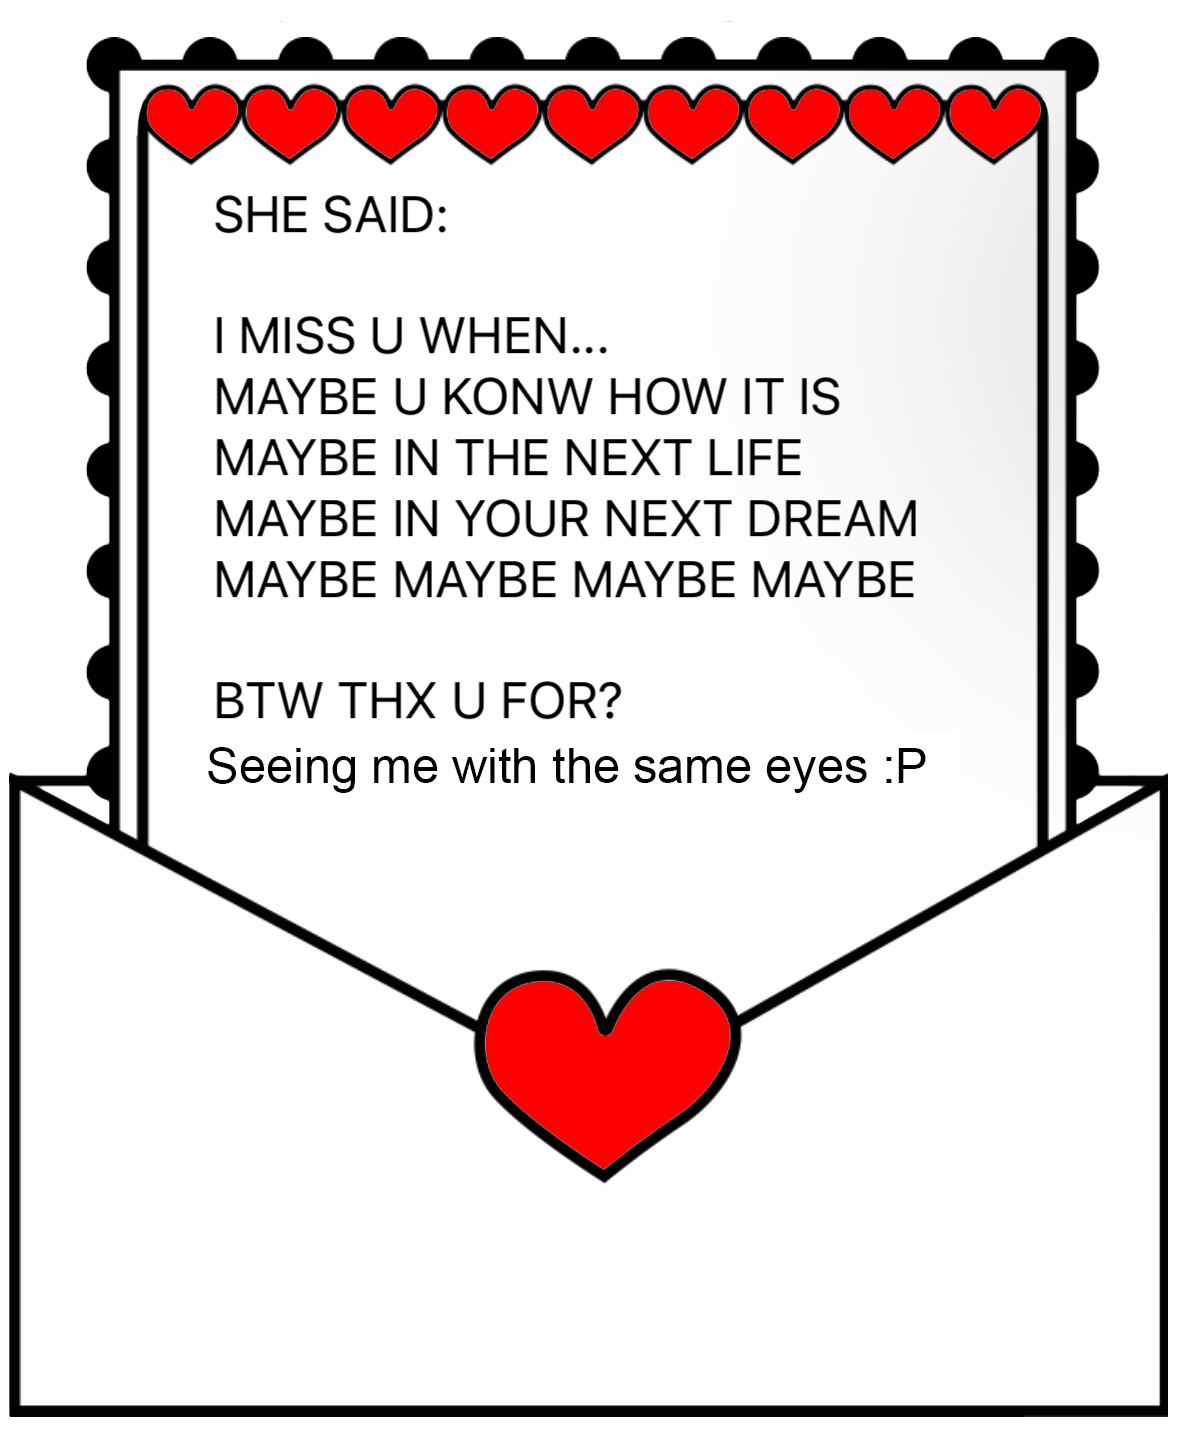 SHE SAID:
I MISS U WHEN...
MAYBE U KONW HOW IT IS
MAYBE IN THE NEXT LIFE
MAYBE IN YOUR NEXT DREAM
MAYBE MAYBE MAYBE MAYBE
BTW THX U FOR?
Seeing me with the same eyes :P